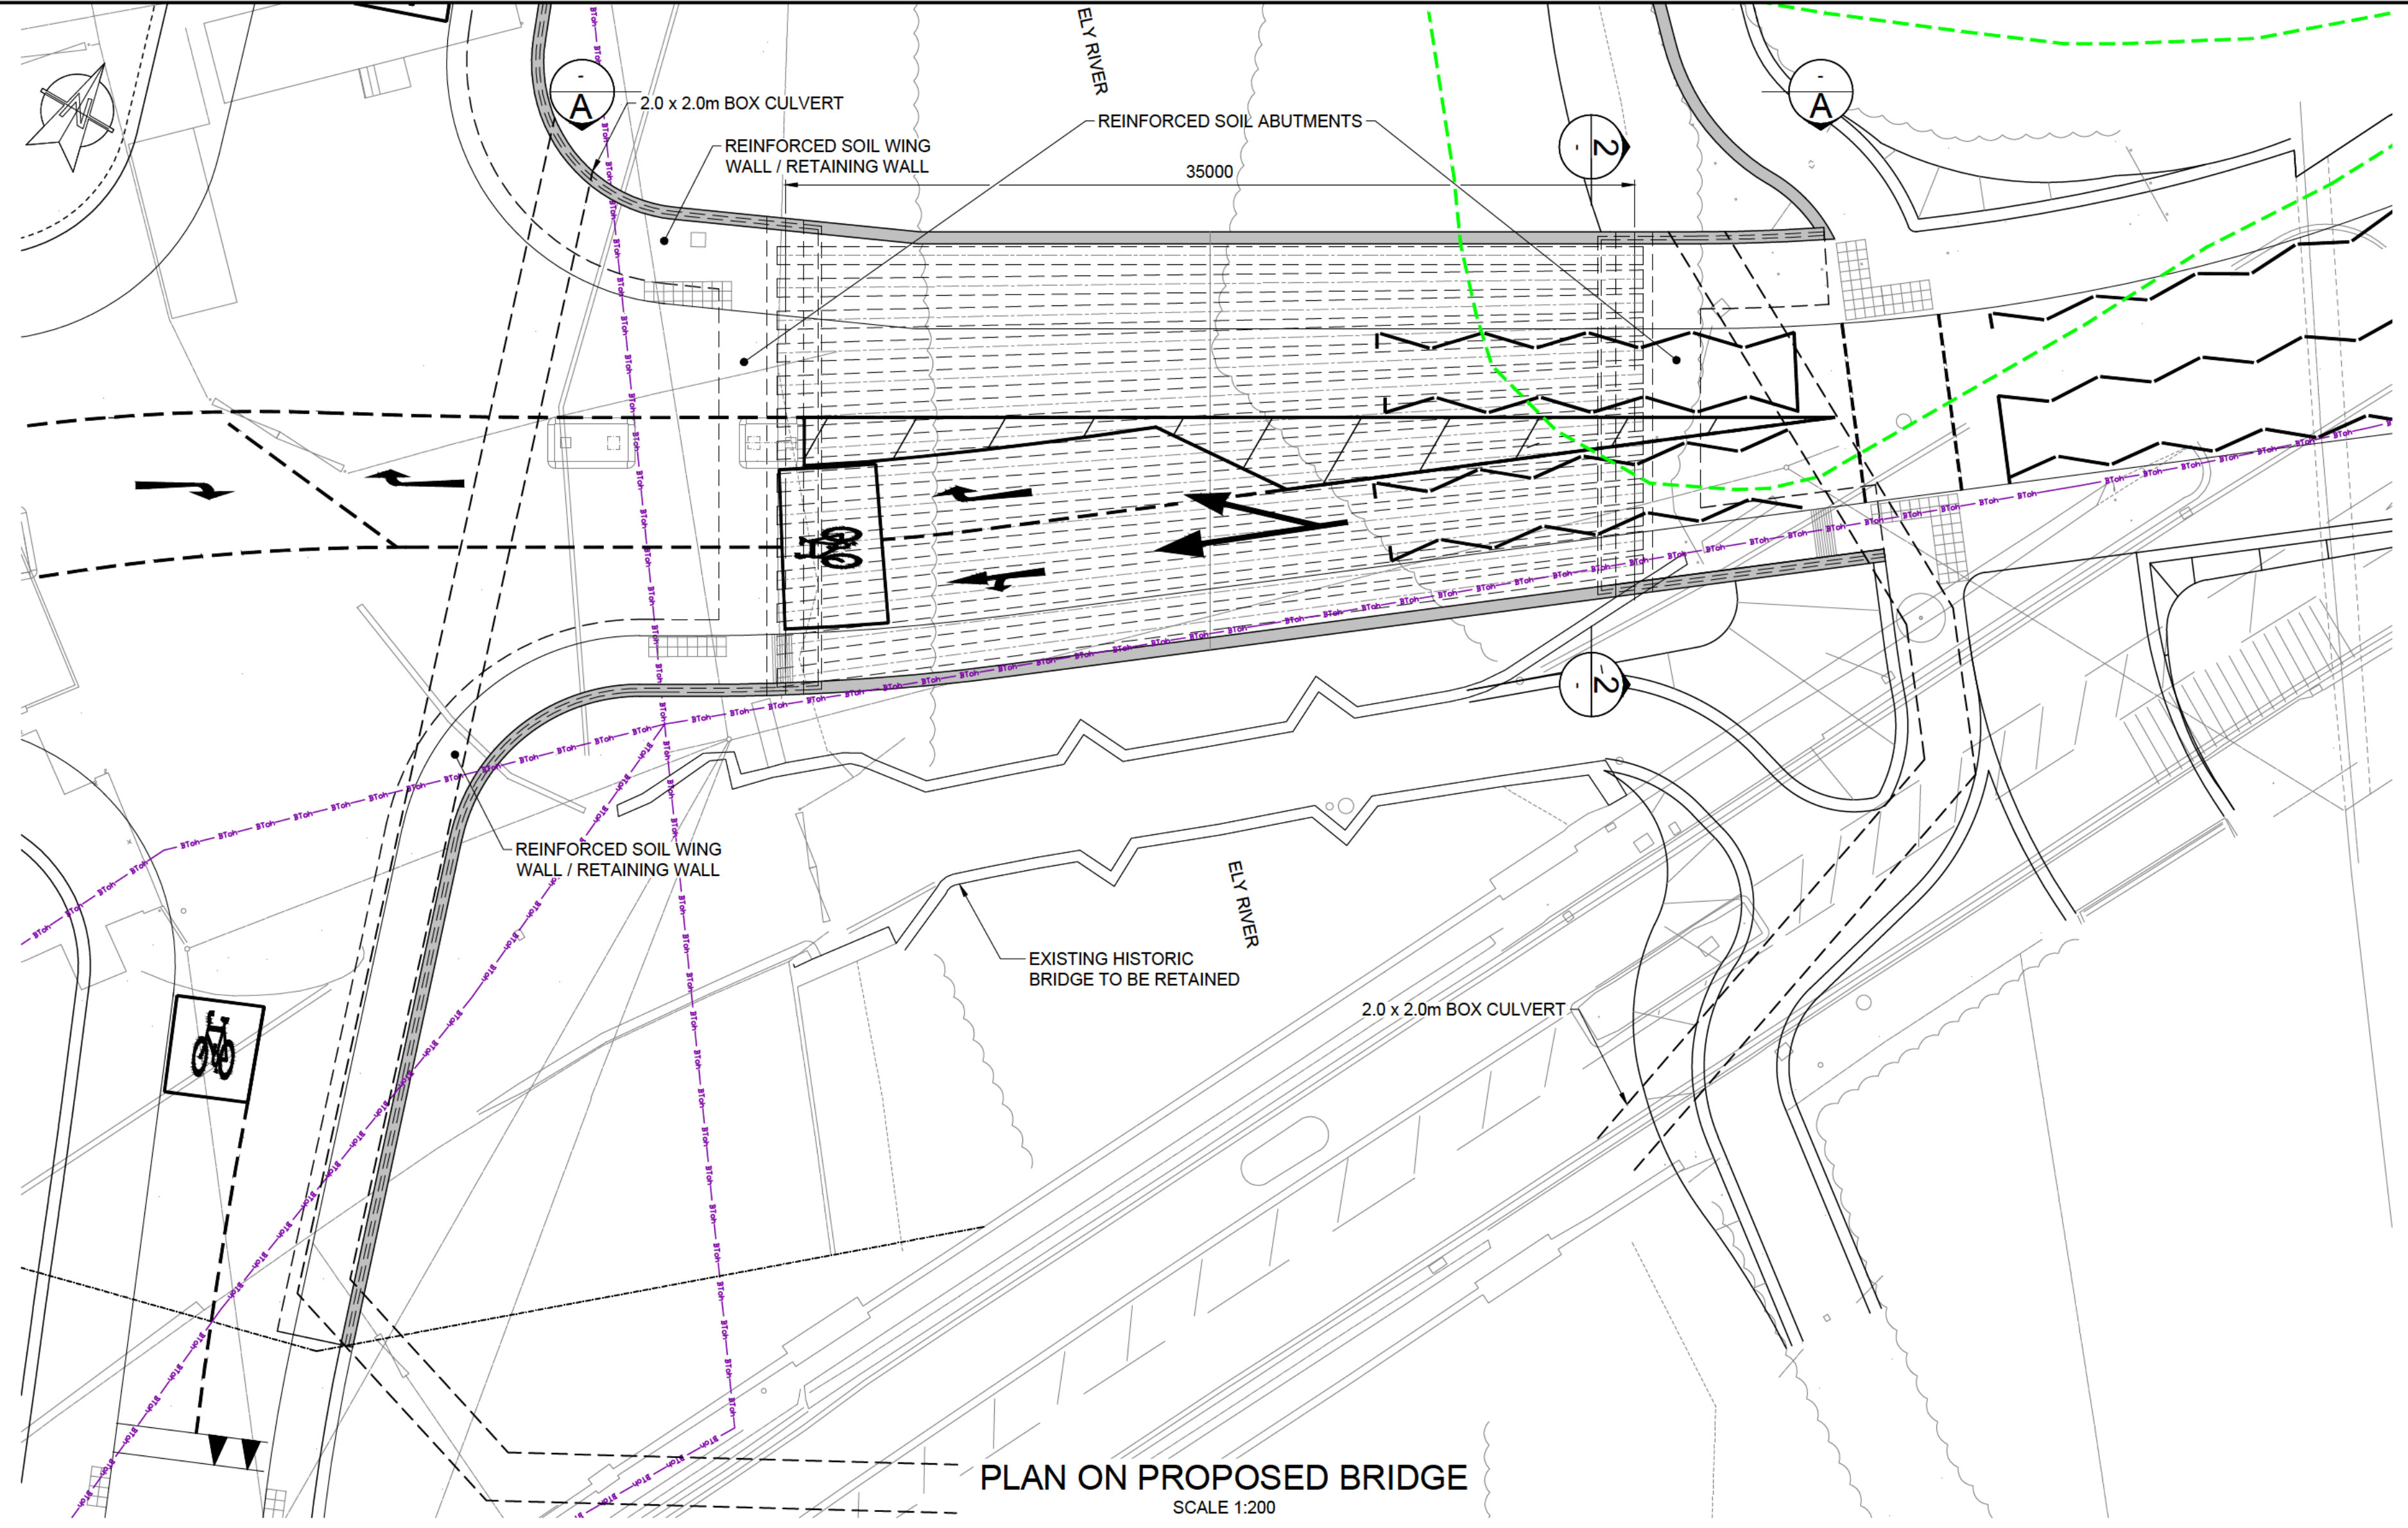 ELY RIVER
N
-
A
2.0 x 2.0m BOX CULVERT
REINFORCED SOIL WING
WALL / RETAINING WALL
REINFORCED SOIL ABUTMENTS
35000
-
2
-
A
BToh
REINFORCED SOIL WING
WALL / RETAINING WALL
-
2
ELY RIVER
EXISTING HISTORIC
BRIDGE TO BE RETAINED
2.0 x 2.0m BOX CULVERT
PLAN ON PROPOSED BRIDGE
SCALE 1:200